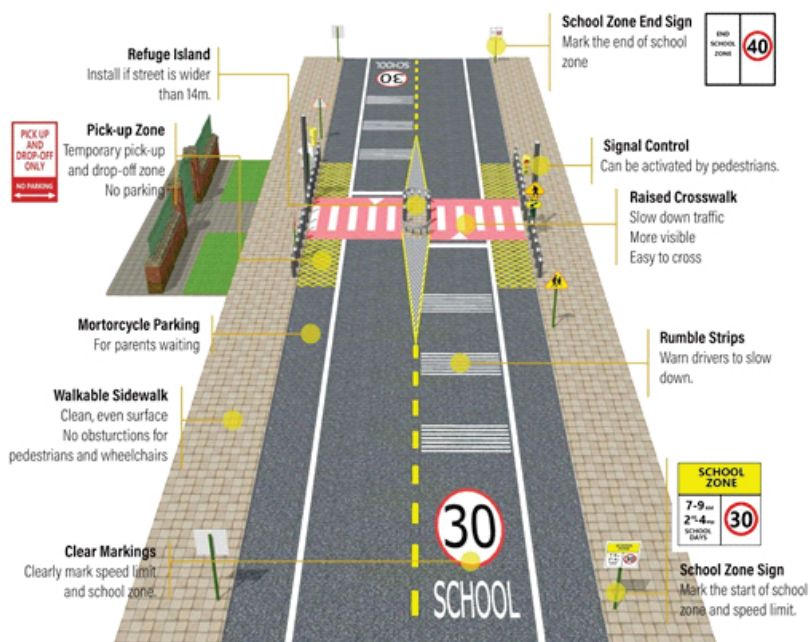 School Zone End Sign
Mark the end of school
zone
END
SCHOOL
ZONE
40
Refuge Island
Install if street is wider
than 14m.
SCHOOL
30
PICK UP
AND
DROP-OFF
ONLY
NO PARKING
Pick-up Zone
Temporary pick-up
and drop-off zone
No parking
Signal Control
Can be activated by pedestrians.
Raised Crosswalk
Slow down traffic
More visible
Easy to cross
Mortorcycle Parking
For parents waiting
Rumble Strips
Warn drivers to slow
down.
Walkable Sidewalk
Clean, even surface
No obsturctions for
pedestrians and wheelchairs
SCHOOL
ZONE
7-9 AM
SCHOOL
DAYS
30
30
SCHOOL
Clear Markings
Clearly mark speed limit
and school zone.
School Zone Sign
Mark the start of school
zone and speed limit.